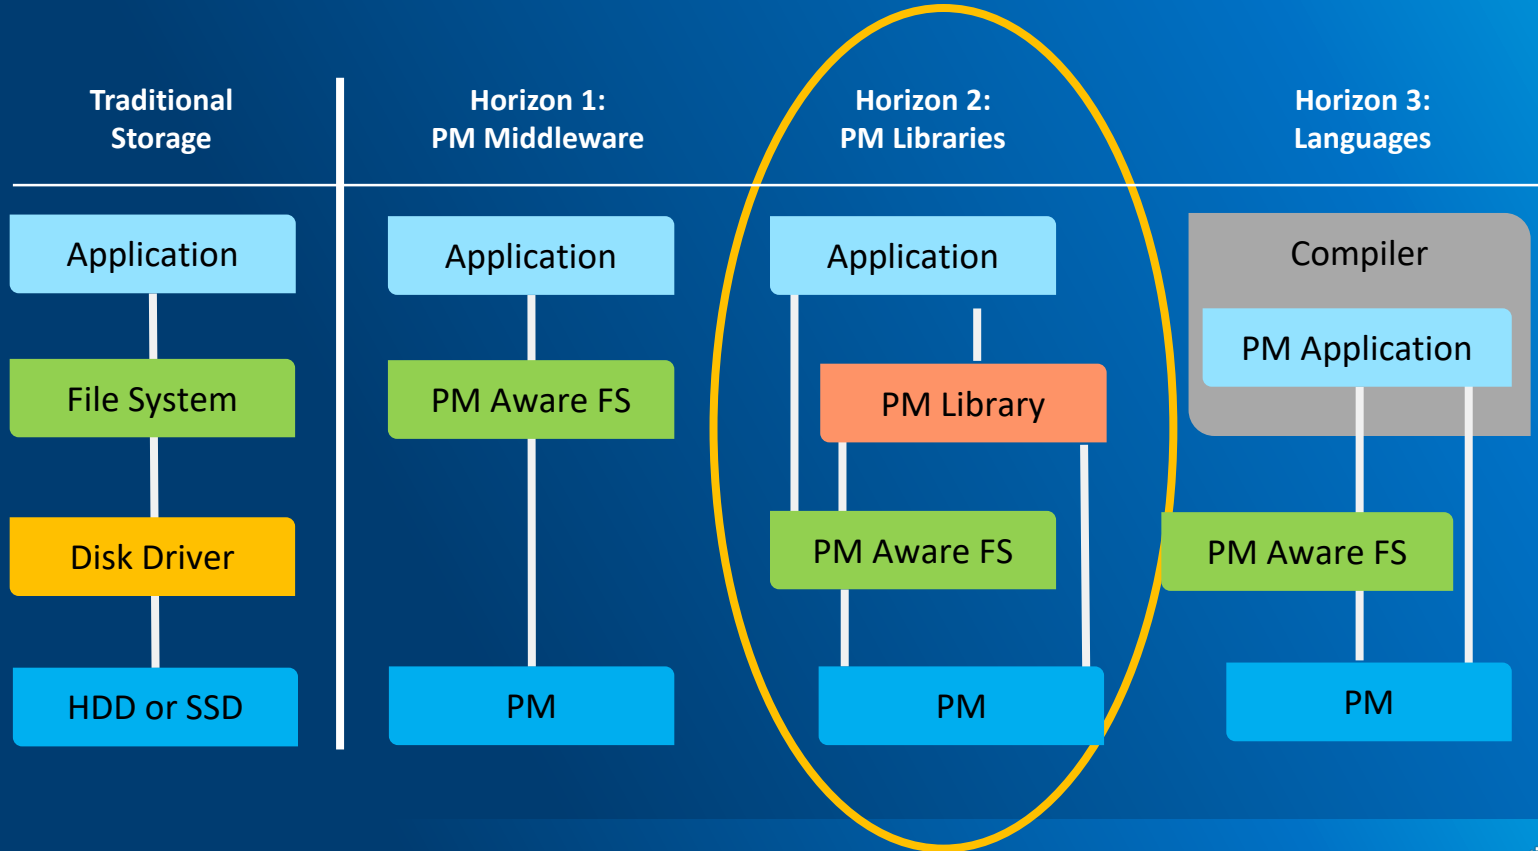 Traditional
Storage
Horizon 1:
PM Middleware
Horizon 2:
PM Libraries
Horizon 3:
Languages
Application
File System
Disk Driver
HDD or SSD
Application
PM Aware FS
PM
Application
PM Library
PM Aware FS
PM
Compiler
PM Application
PM Aware FS
PM